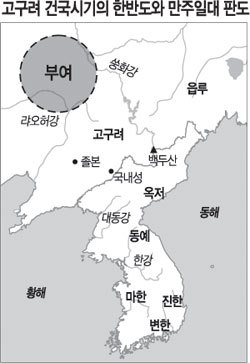 고구려 건국시기의 한반도와 만주일대 판도
부여
쑹화강
읍루
랴오허강
고구려
졸본
백두산
국내성
옥저
대동강
동해
동예
한강
황해
마한
진한
변한